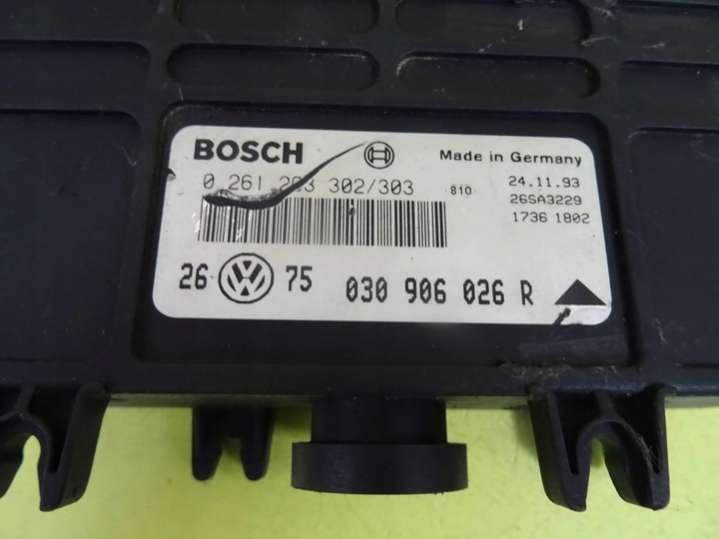 BOSCH
Made in Germany
0 261 203 302/303
810
24.11.93
26SA3229
1736 1802
26 VW 75 030 906 026 R